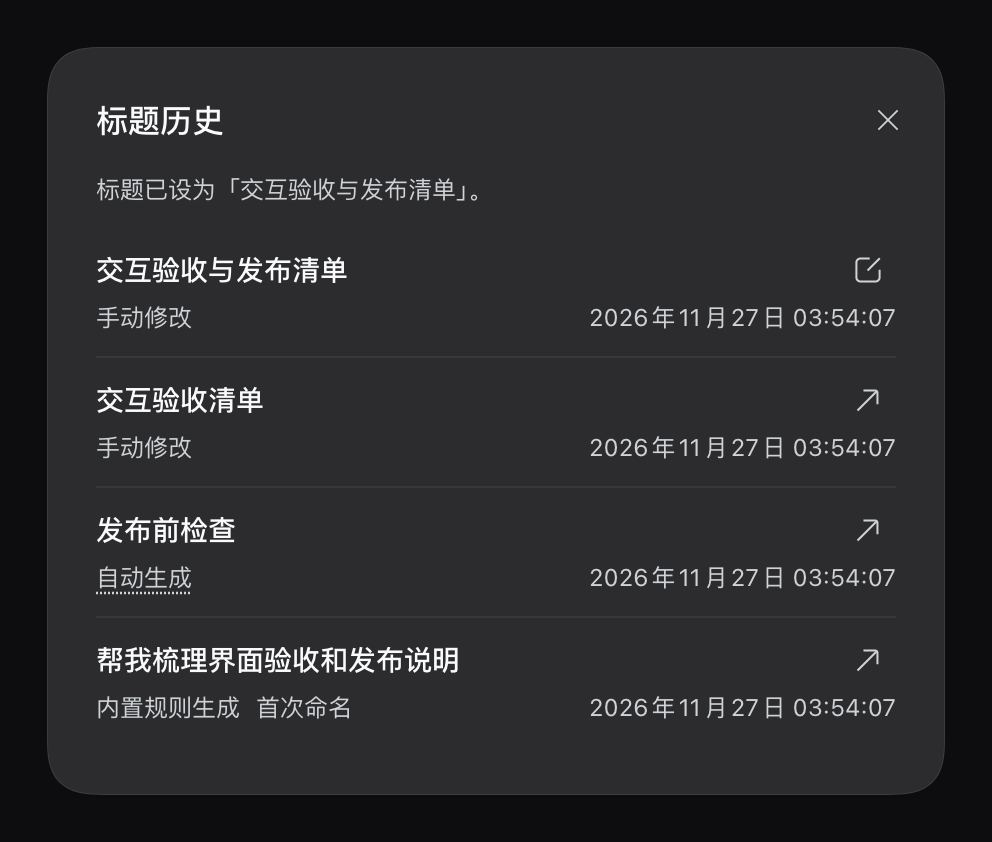 标题历史
标题已设为「交互验收与发布清单」。
交互验收与发布清单
手动修改 2026年11月27日 03:54:07
交互验收清单
手动修改 2026年11月27日 03:54:07
发布前检查
自动生成 2026年11月27日 03:54:07
帮我梳理界面验收和发布说明
内置规则生成 首次命名 2026年11月27日 03:54:07